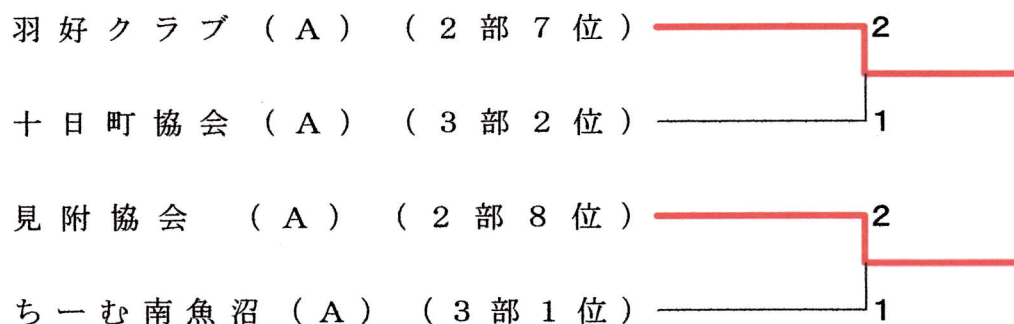 羽好クラブ (A) (2部7位) 2
十日町協会 (A) (3部2位) 1
見附協会 (A) (2部8位) 2
ちーむ南魚沼 (A) (3部1位) 1